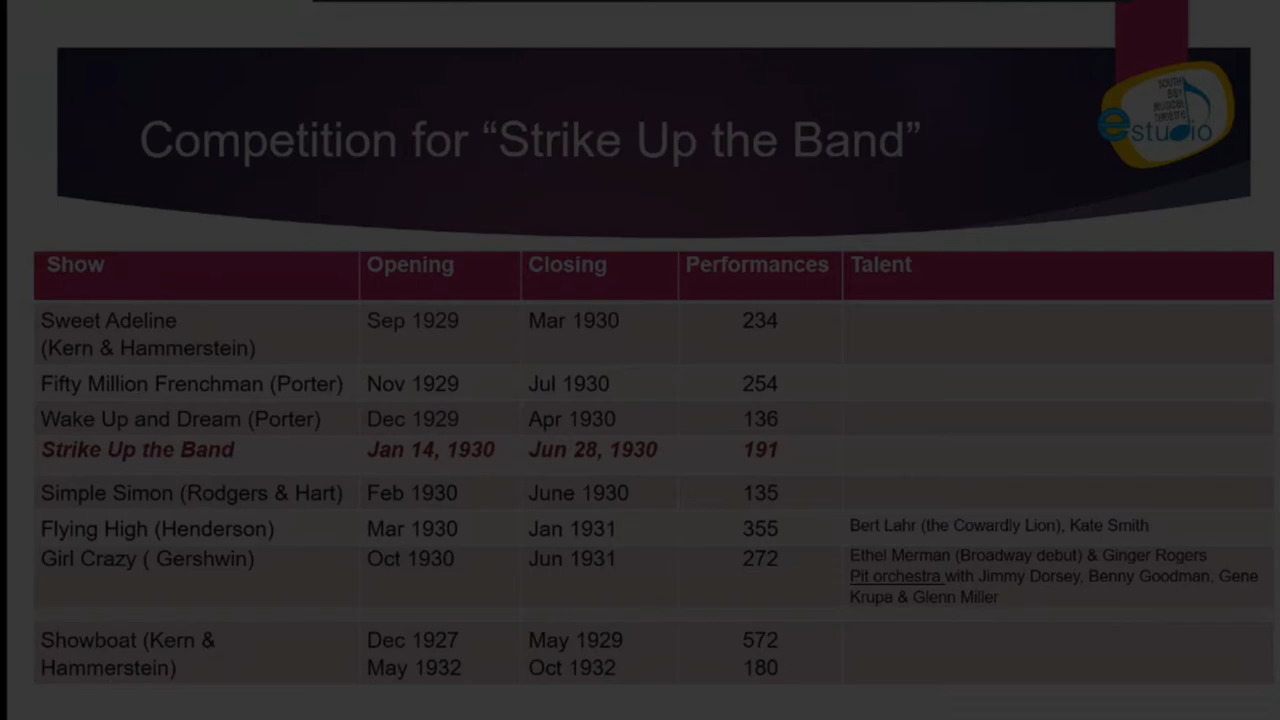 Competition for “Strike Up the Band”
e studio
Show Opening Closing Performances Talent
Sweet Adeline Sep 1929 Mar 1930 234
(Kern & Hammerstein)
Fifty Million Frenchman (Porter) Nov 1929 Jul 1930 254
Wake Up and Dream (Porter) Dec 1929 Apr 1930 136
Strike Up the Band Jan 14, 1930 Jun 28, 1930 191
Simple Simon (Rodgers & Hart) Feb 1930 June 1930 135
Flying High (Henderson) Mar 1930 Jan 1931 355 Bert Lahr (the Cowardly Lion), Kate Smith
Girl Crazy ( Gershwin) Oct 1930 Jun 1931 272 Ethel Merman (Broadway debut) & Ginger Rogers
Pit orchestra with Jimmy Dorsey, Benny Goodman, Gene
Krupa & Glenn Miller
Showboat (Kern & Dec 1927 May 1929 572
Hammerstein) May 1932 Oct 1932 180